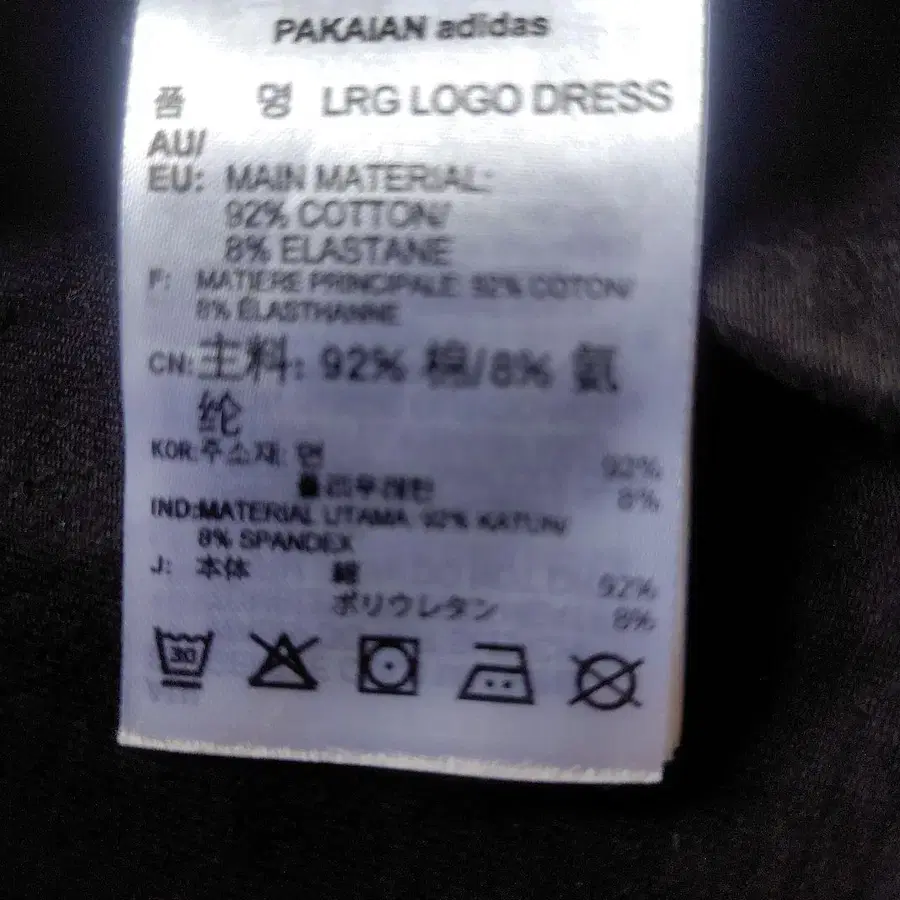 PAKAIAN adidas
품 명 LRG LOGO DRESS
AU/
EU: MAIN MATERIAL:
92% COTTON/
8% ELASTANE
F: MATIERE PRINCIPALE: 92% COTON/
8% ÉLASTHANNE
CN:主料: 92% 棉/8% 氨
纶
KOR:주소재: 면 92%
폴리우레탄 8%
IND:MATERIAL UTAMA: 92% KATUN/
8% SPANDEX
J: 本体 綿 92%
ポリウレタン 8%
30